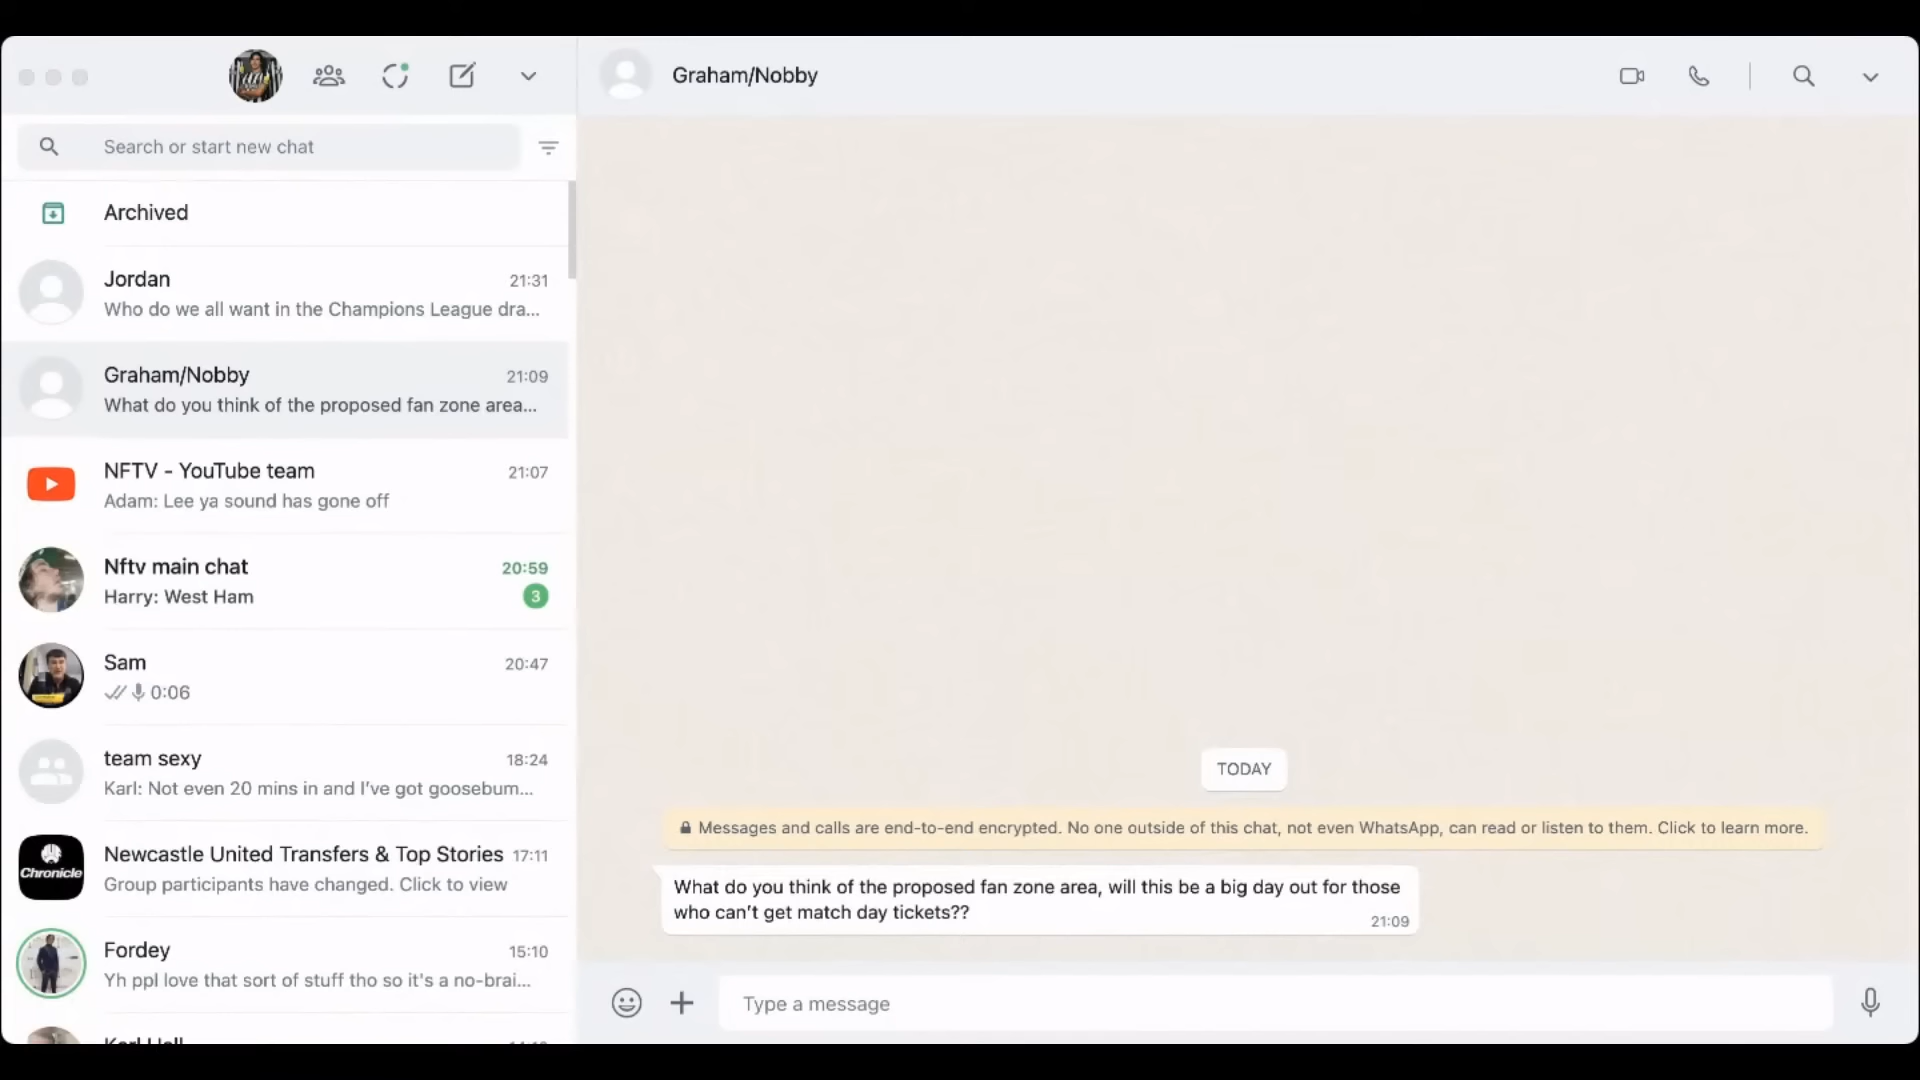 Graham/Nobby
Search or start new chat
Archived
Jordan
21:31
Who do we all want in the Champions League dra...
Graham/Nobby
21:09
What do you think of the proposed fan zone area...
NFTV - YouTube team
21:07
Adam: Lee ya sound has gone off
Nftv main chat
20:59
Harry: West Ham
3
Sam
20:47
0:06
team sexy
18:24
Karl: Not even 20 mins in and I've got goosebum...
Chronicle
Newcastle United Transfers & Top Stories
17:11
Group participants have changed. Click to view
Fordey
15:10
Yh ppl love that sort of stuff tho so it's a no-brai...
TODAY
Messages and calls are end-to-end encrypted. No one outside of this chat, not even WhatsApp, can read or listen to them. Click to learn more.
What do you think of the proposed fan zone area, will this be a big day out for those
who can't get match day tickets??
21:09
Type a message